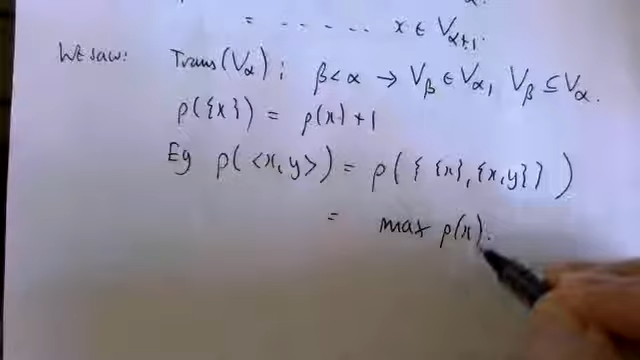 = ...... x ∈ V_{α+1}.
We saw: Trans(V_α); β < α → V_β ∈ V_α, V_β ⊆ V_α.
ρ({x}) = ρ(x)+1
Eg ρ(<x,y>) = ρ({ {x}, {x,y} })
= max ρ(x).